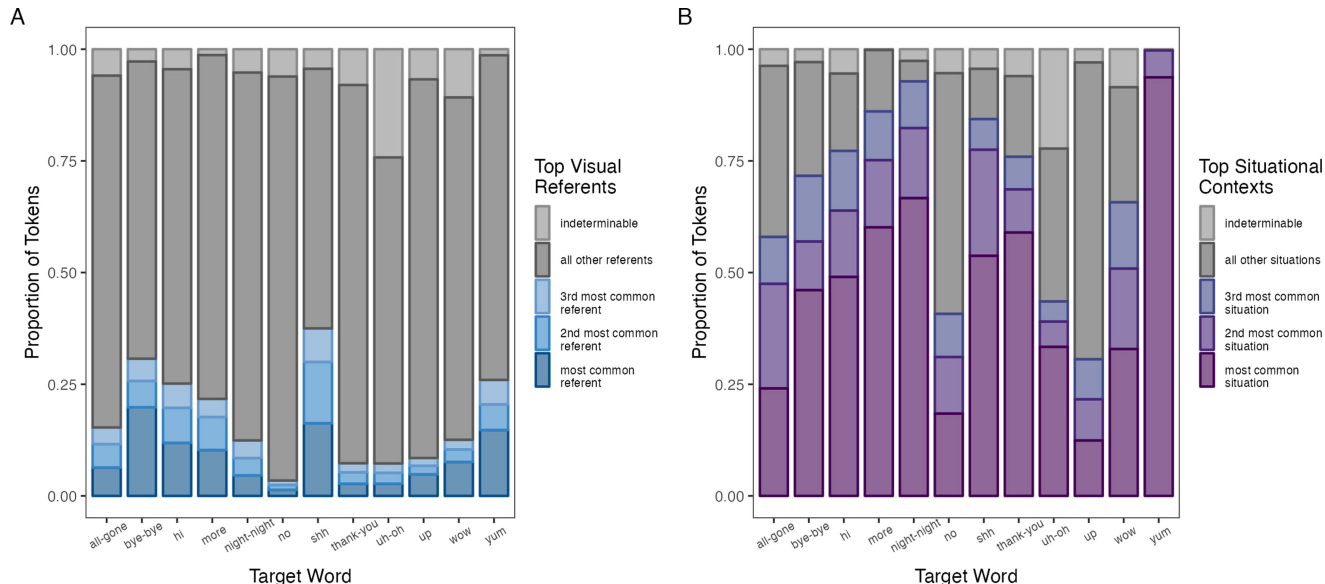 A
Proportion of Tokens
1.00
0.75
0.50
0.25
0.00
all-gone
bye-bye
hi
more
night-night
no
shh
thank-you
uh-oh
up
wow
yum
Target Word
Top Visual
Referents
indeterminable
all other referents
3rd most common
referent
2nd most common
referent
most common
referent
B
Proportion of Tokens
1.00
0.75
0.50
0.25
0.00
all-gone
bye-bye
hi
more
night-night
no
shh
thank-you
uh-oh
up
wow
yum
Target Word
Top Situational
Contexts
indeterminable
all other situations
3rd most common
situation
2nd most common
situation
most common
situation